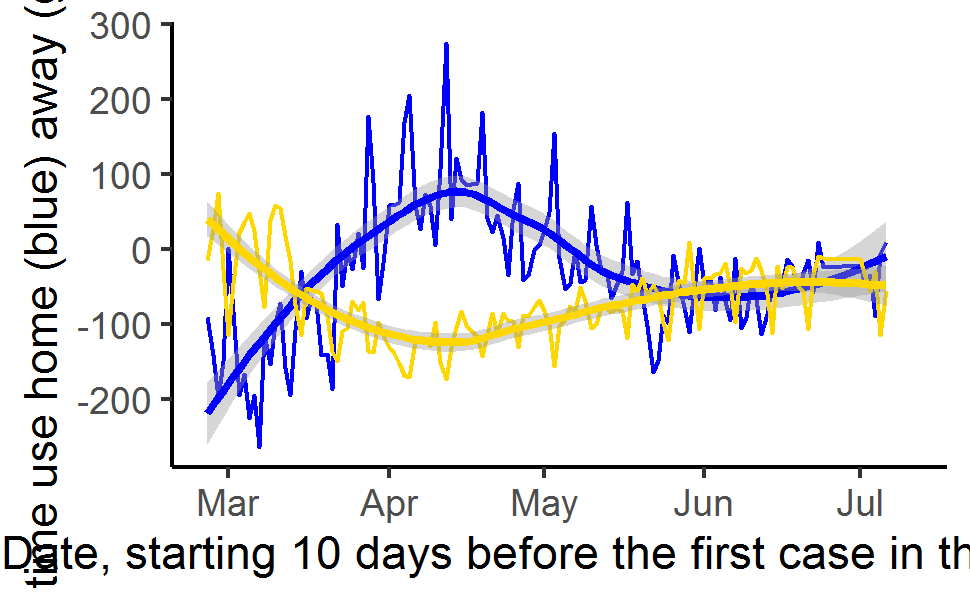 time use home (blue) away (
300
200
100
0
-100
-200
Mar Apr May Jun Jul
Date, starting 10 days before the first case in th